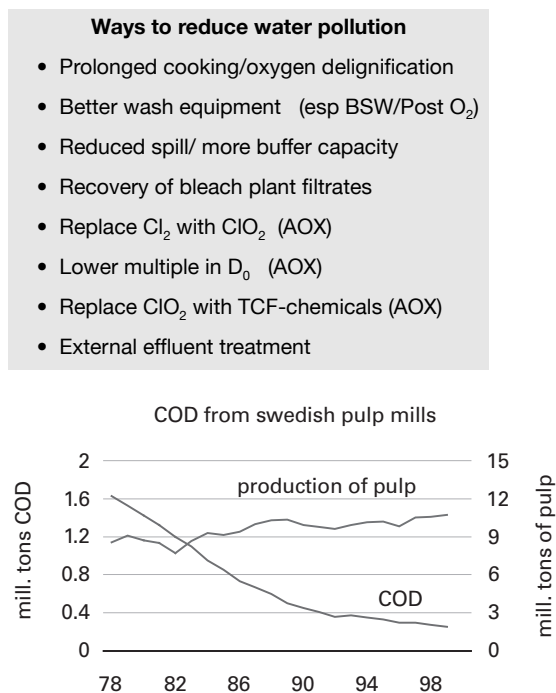 Ways to reduce water pollution
• Prolonged cooking/oxygen delignification
• Better wash equipment (esp BSW/Post O₂)
• Reduced spill/ more buffer capacity
• Recovery of bleach plant filtrates
• Replace Cl₂ with ClO₂ (AOX)
• Lower multiple in D₀ (AOX)
• Replace ClO₂ with TCF-chemicals (AOX)
• External effluent treatment
COD from swedish pulp mills
mill. tons COD
2
1.6
1.2
0.8
0.4
0
production of pulp
COD
15
12
9
6
3
0
mill. tons of pulp
78 82 86 90 94 98